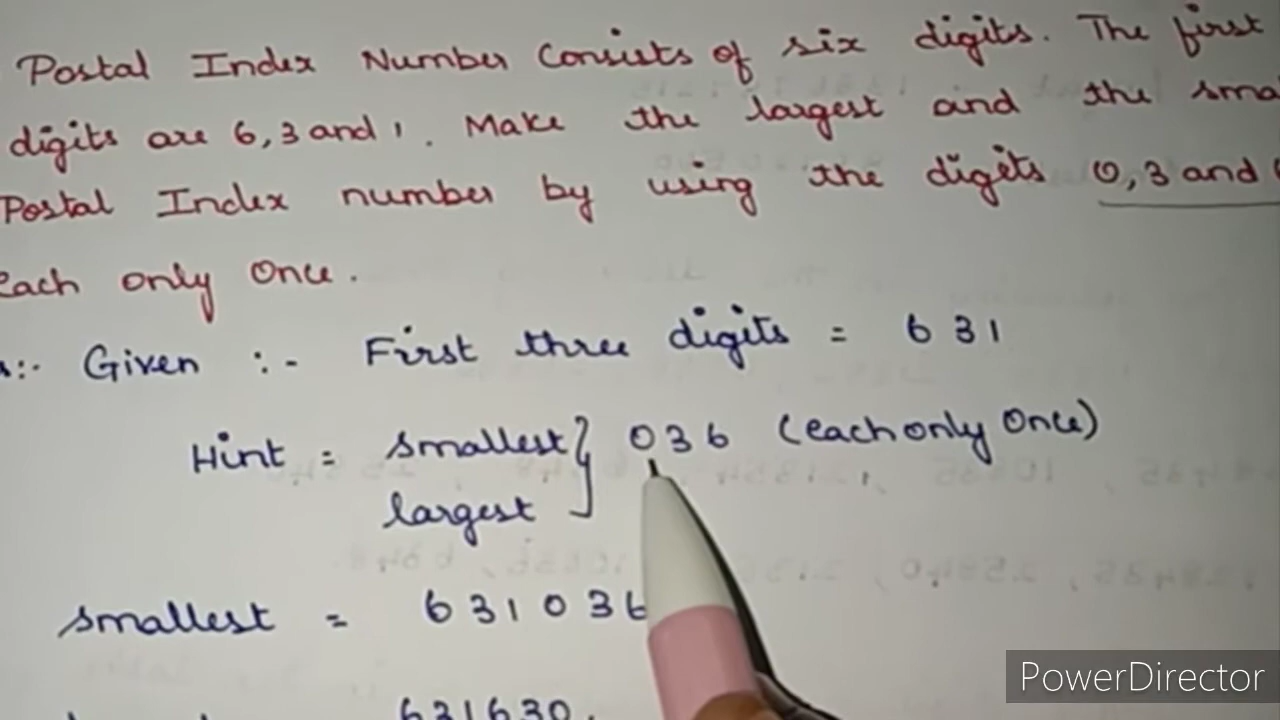 Postal Index Number Consists of six digits. The first
digits are 6, 3 and 1. Make the largest and the
Postal Index number by using the digits 0, 3 and
Each only Once.
Given :- First three digits = 631
Hint = smallest } 036 (each only Once)
largest
smallest = 631036
631630.
PowerDirector